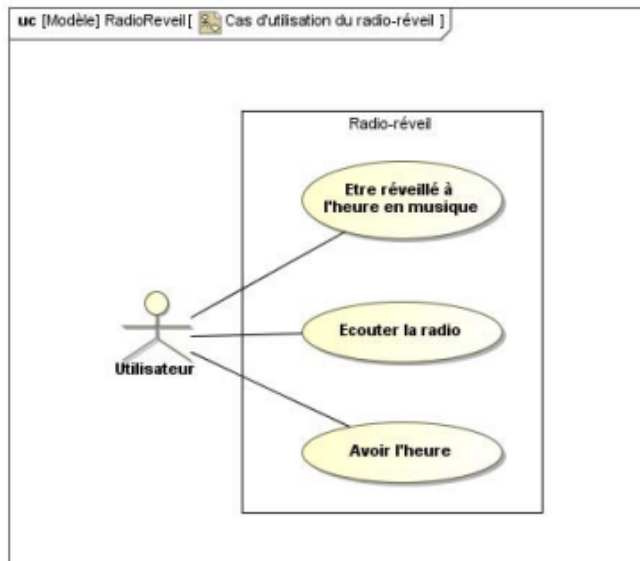 uc [Modèle] RadioReveil [ Cas d'utilisation du radio-réveil ]
Radio-réveil
Etre réveillé à
l'heure en musique
Ecouter la radio
Utilisateur
Avoir l'heure